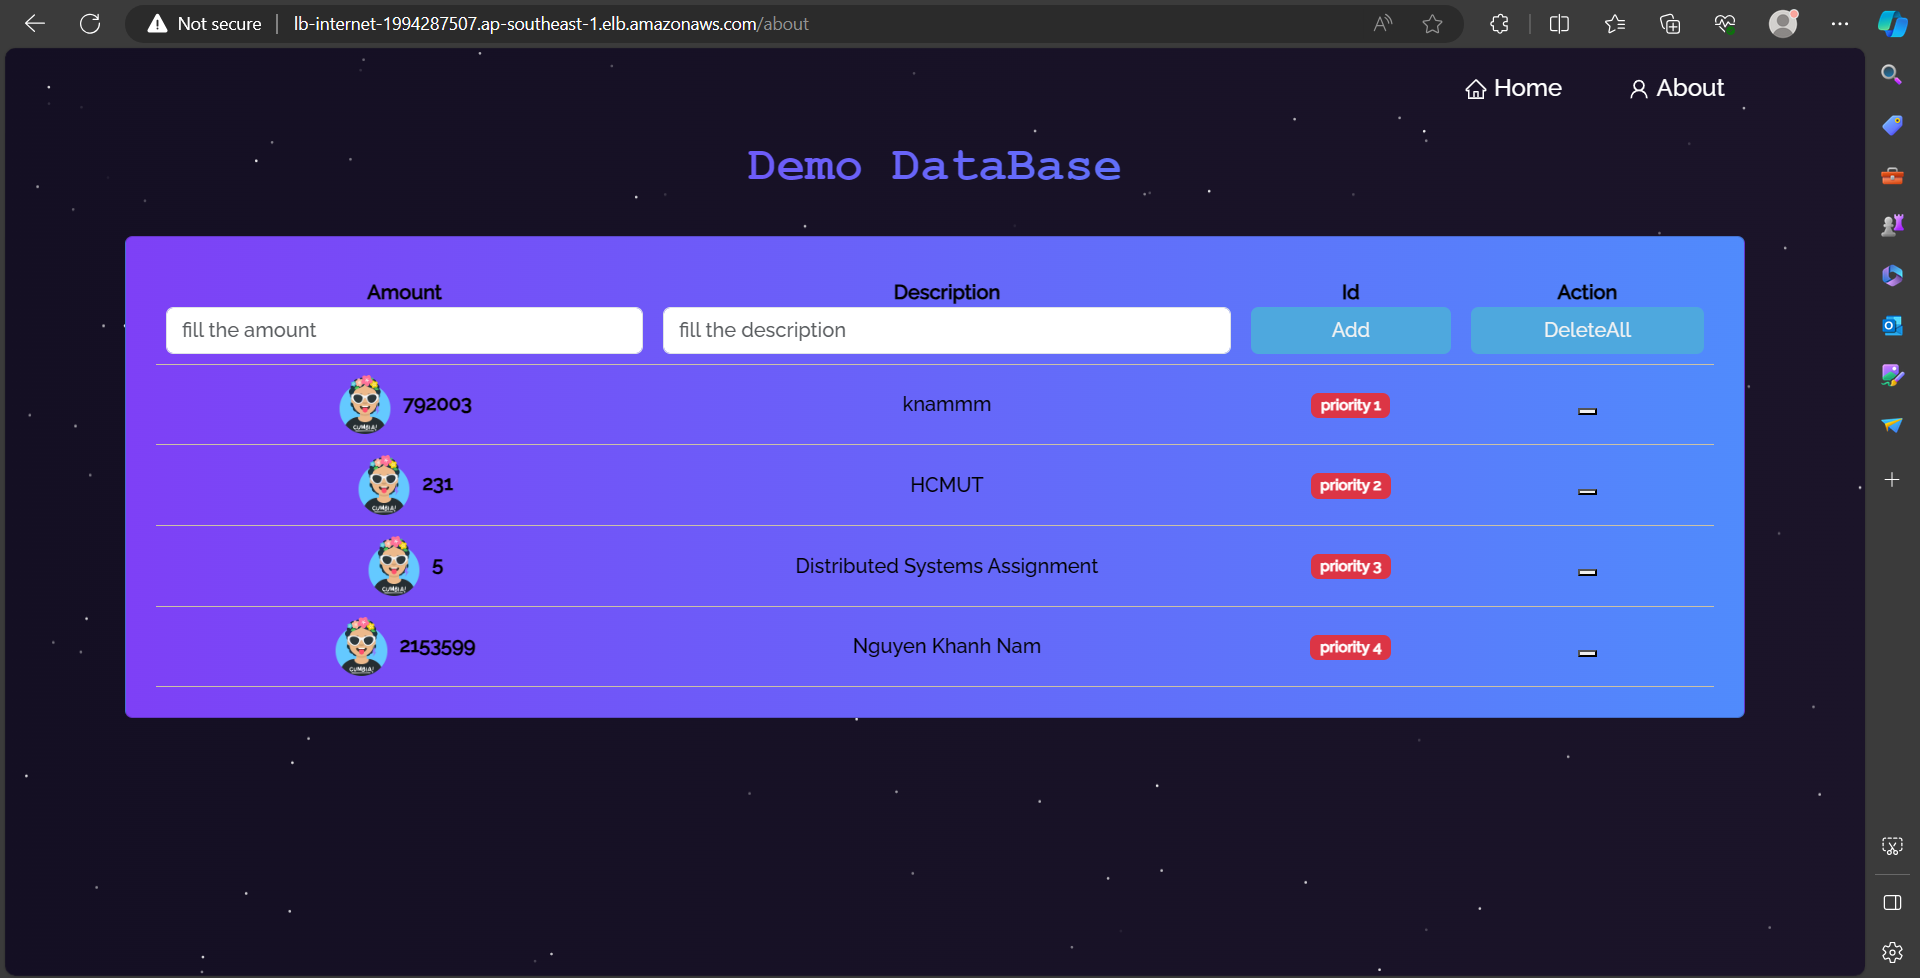 Not secure | lb-internet-1994287507.ap-southeast-1.elb.amazonaws.com/about
Home About
Demo DataBase
Amount Description Id Action
fill the amount fill the description Add DeleteAll
792003 knammm priority 1
231 HCMUT priority 2
5 Distributed Systems Assignment priority 3
2153599 Nguyen Khanh Nam priority 4